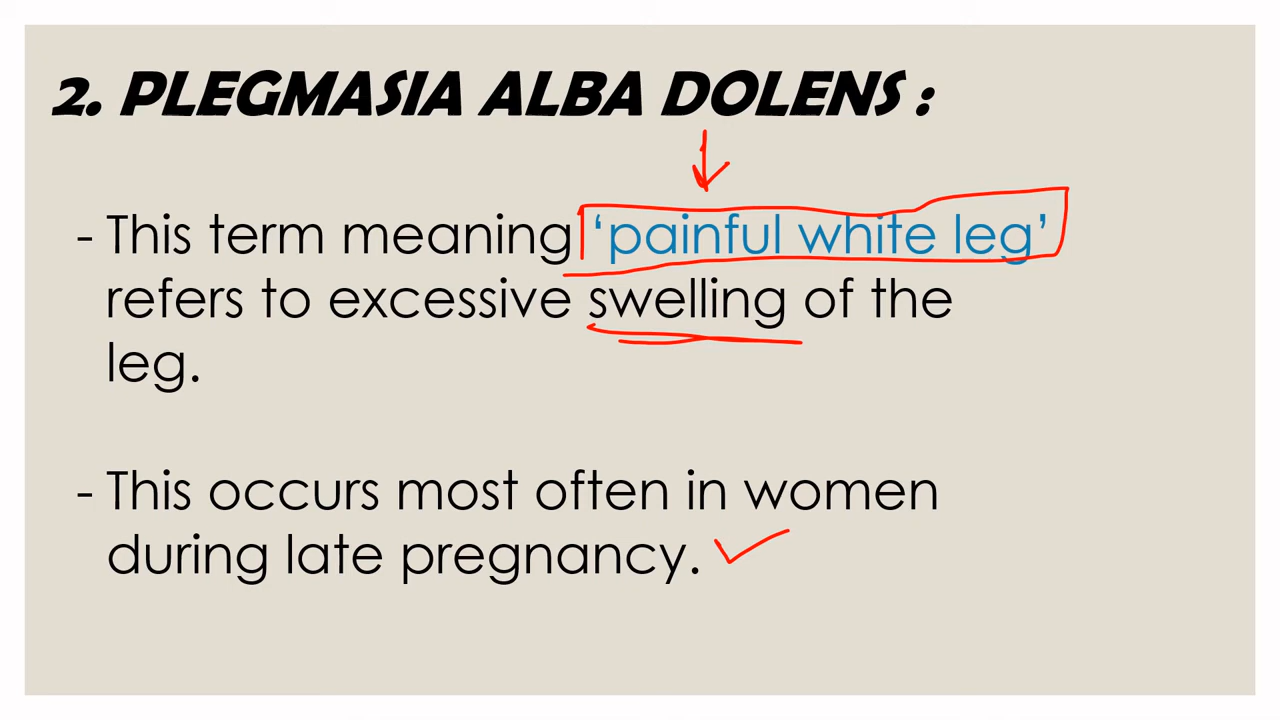 2. PLEGMASIA ALBA DOLENS :
- This term meaning ‘painful white leg’
refers to excessive swelling of the
leg.
- This occurs most often in women
during late pregnancy.